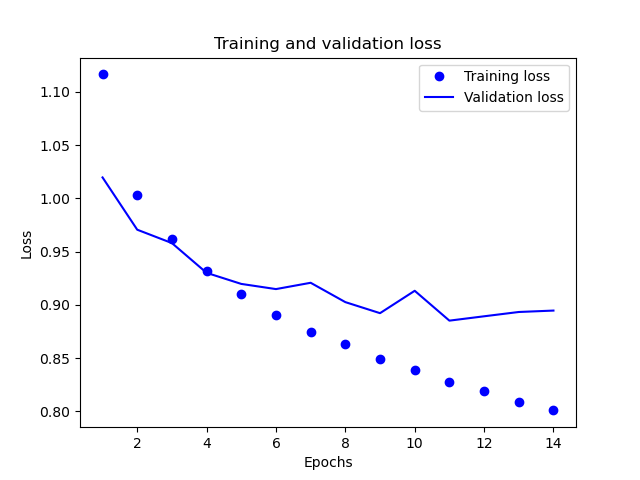 Training and validation loss
Training loss
Validation loss
1.10
1.05
1.00
0.95
0.90
0.85
0.80
Loss
2 4 6 8 10 12 14
Epochs